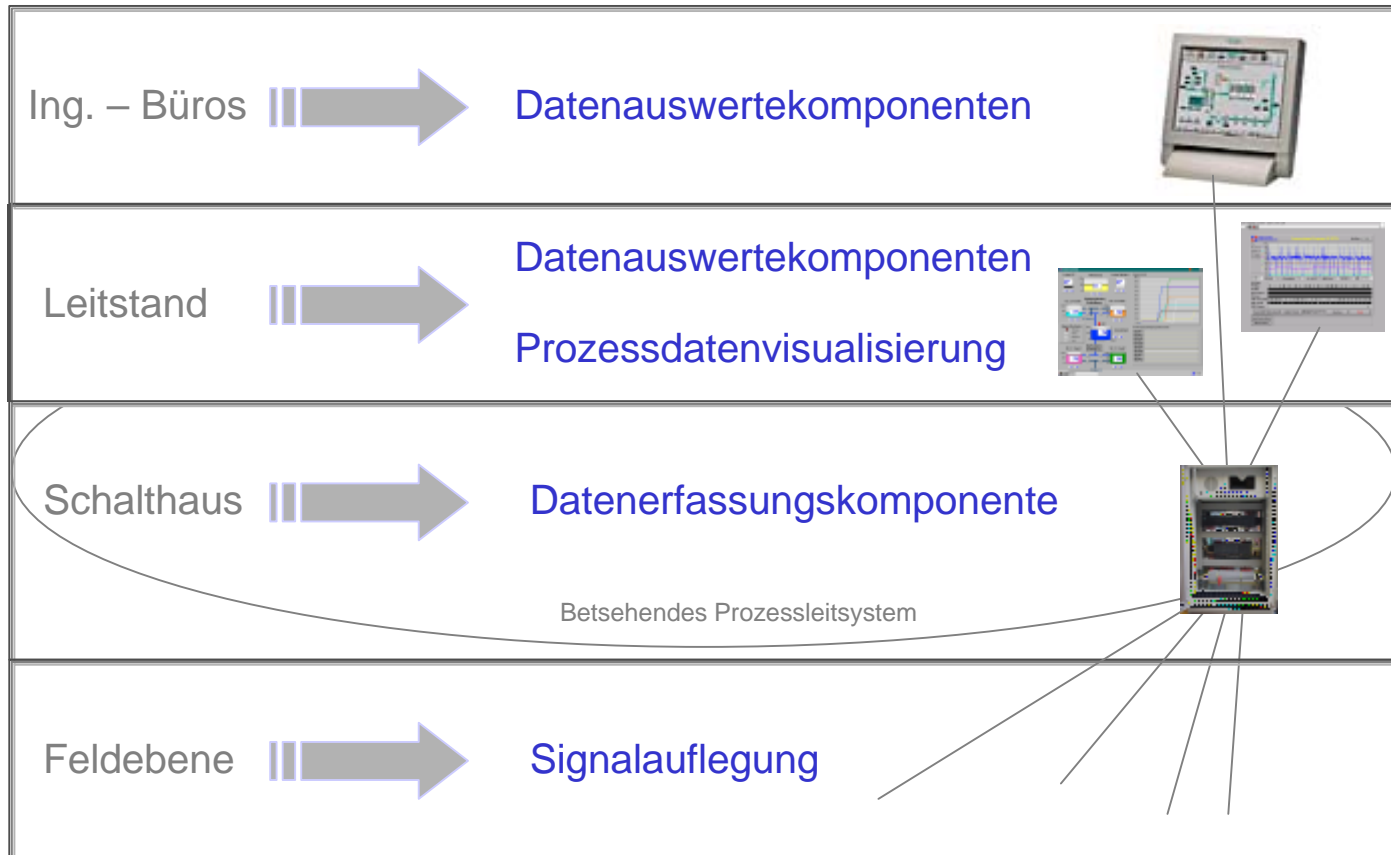 Ing. – Büros
Datenauswertekomponenten
Leitstand
Datenauswertekomponenten
Prozessdatenvisualisierung
Schalthaus
Datenerfassungskomponente
Betsehendes Prozessleitsystem
Feldebene
Signalauflegung